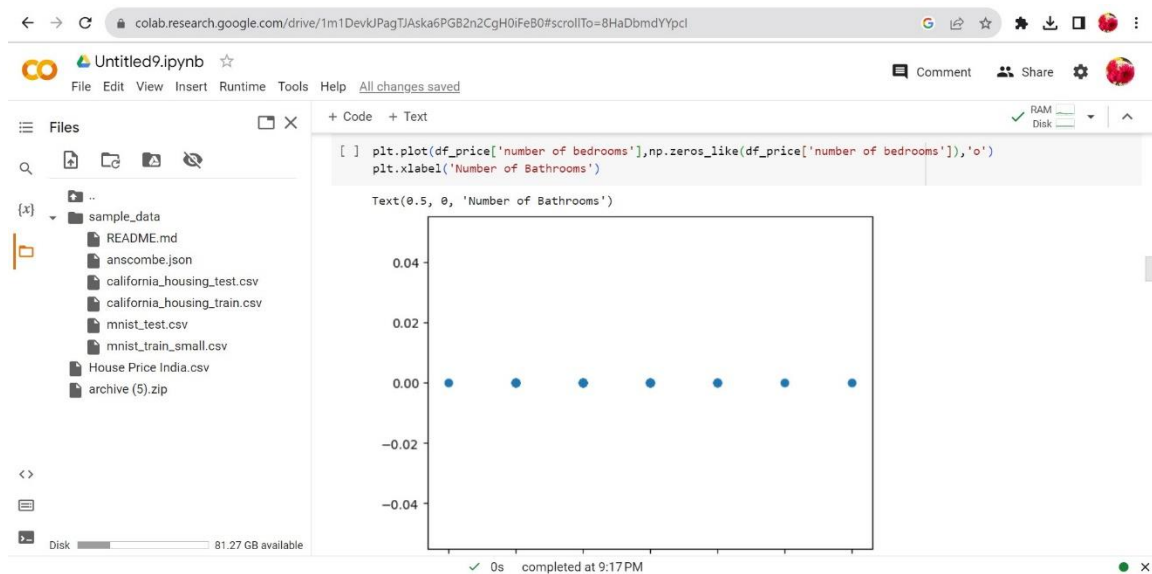 colab.research.google.com/drive/1m1DevkJPagTJAska6PGB2n2CgH0iFeB0#scrollTo=8HaDbmdYYpcI
CO Untitled9.ipynb
File Edit View Insert Runtime Tools Help All changes saved
Comment Share
Files
+ Code + Text
RAM
Disk
[ ] plt.plot(df_price['number of bedrooms'],np.zeros_like(df_price['number of bedrooms']),'o')
plt.xlabel('Number of Bathrooms')
Text(0.5, 0, 'Number of Bathrooms')
{x}
..
sample_data
README.md
anscombe.json
california_housing_test.csv
california_housing_train.csv
mnist_test.csv
mnist_train_small.csv
House Price India.csv
archive (5).zip
0.04
0.02
0.00
−0.02
−0.04
Disk 81.27 GB available
0s completed at 9:17 PM